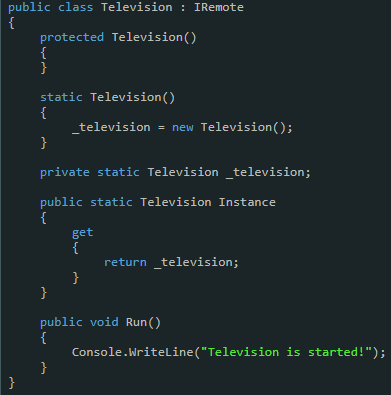 public class Television : IRemote
{
    protected Television()
    {
    }

    static Television()
    {
        _television = new Television();
    }

    private static Television _television;

    public static Television Instance
    {
        get
        {
            return _television;
        }
    }

    public void Run()
    {
        Console.WriteLine("Television is started!");
    }
}